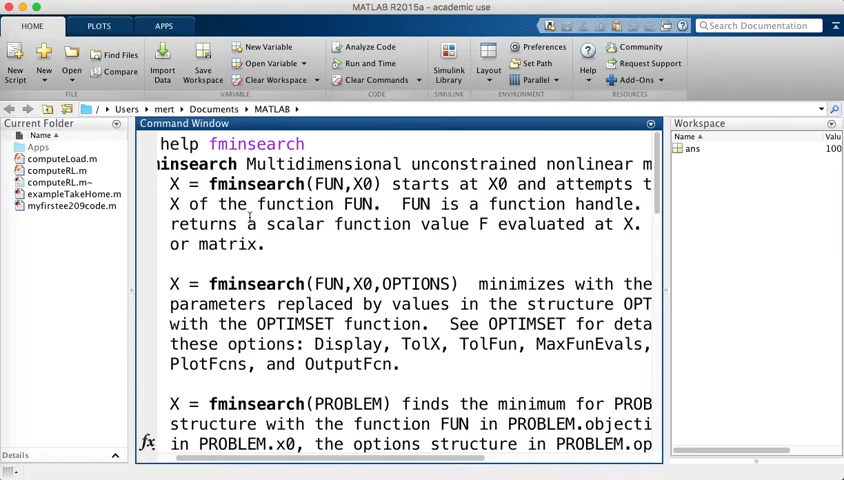 MATLAB R2015a - academic use
HOME PLOTS APPS
Search Documentation
New Script
New
Open
Find Files
Compare
Import Data
Save Workspace
New Variable
Open Variable
Clear Workspace
Analyze Code
Run and Time
Clear Commands
Simulink Library
Layout
Preferences
Set Path
Parallel
Help
Community
Request Support
Add-Ons
FILE VARIABLE CODE SIMULINK ENVIRONMENT RESOURCES
/ Users mert Documents MATLAB
Current Folder
Name
Apps
computeLoad.m
computeRL.m
computeRL.m~
exampleTakeHome.m
myfirstee209code.m
Details
Command Window
help fminsearch
insearch Multidimensional unconstrained nonlinear m
X = fminsearch(FUN,X0) starts at X0 and attempts t
X of the function FUN. FUN is a function handle.
returns a scalar function value F evaluated at X.
or matrix.
X = fminsearch(FUN,X0,OPTIONS) minimizes with the
parameters replaced by values in the structure OPT
with the OPTIMSET function. See OPTIMSET for deta
these options: Display, TolX, TolFun, MaxFunEvals,
PlotFcns, and OutputFcn.
X = fminsearch(PROBLEM) finds the minimum for PROB
structure with the function FUN in PROBLEM.objecti
in PROBLEM.x0, the options structure in PROBLEM.op
fx
Workspace
Name Valu
ans 100